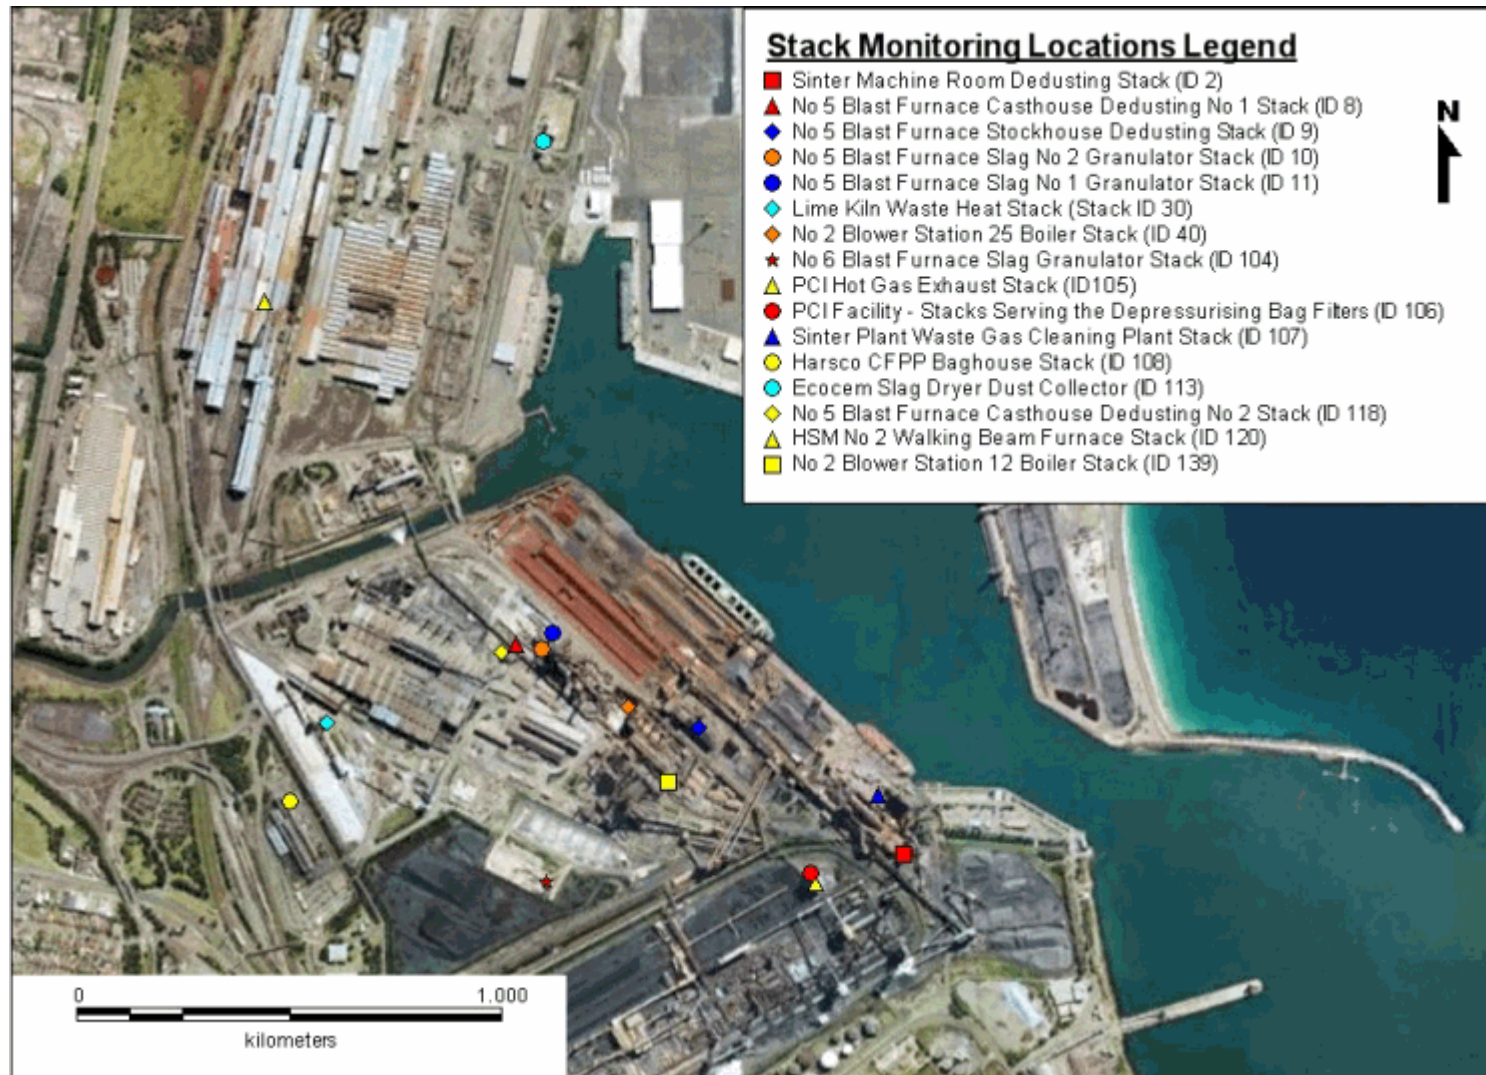 Stack Monitoring Locations Legend
Sinter Machine Room Dedusting Stack (ID 2)
No 5 Blast Furnace Casthouse Dedusting No 1 Stack (ID 8)
No 5 Blast Furnace Stockhouse Dedusting Stack (ID 9)
No 5 Blast Furnace Slag No 2 Granulator Stack (ID 10)
No 5 Blast Furnace Slag No 1 Granulator Stack (ID 11)
Lime Kiln Waste Heat Stack (Stack ID 30)
No 2 Blower Station 25 Boiler Stack (ID 40)
No 6 Blast Furnace Slag Granulator Stack (ID 104)
PCI Hot Gas Exhaust Stack (ID105)
PCI Facility - Stacks Serving the Depressurising Bag Filters (ID 106)
Sinter Plant Waste Gas Cleaning Plant Stack (ID 107)
Harsco CFPP Baghouse Stack (ID 108)
Ecocem Slag Dryer Dust Collector (ID 113)
No 5 Blast Furnace Casthouse Dedusting No 2 Stack (ID 118)
HSM No 2 Walking Beam Furnace Stack (ID 120)
No 2 Blower Station 12 Boiler Stack (ID 139)
N
0 1,000
kilometers